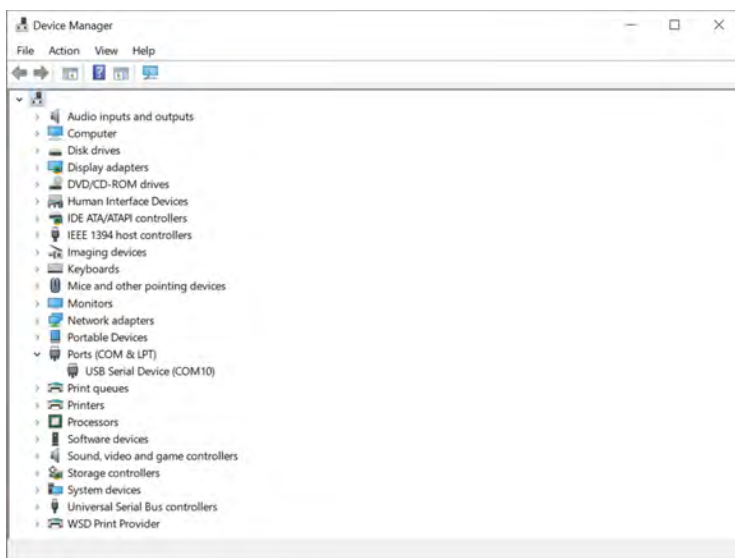 Device Manager
File Action View Help
Audio inputs and outputs
Computer
Disk drives
Display adapters
DVD/CD-ROM drives
Human Interface Devices
IDE ATA/ATAPI controllers
IEEE 1394 host controllers
Imaging devices
Keyboards
Mice and other pointing devices
Monitors
Network adapters
Portable Devices
Ports (COM & LPT)
USB Serial Device (COM10)
Print queues
Printers
Processors
Software devices
Sound, video and game controllers
Storage controllers
System devices
Universal Serial Bus controllers
WSD Print Provider